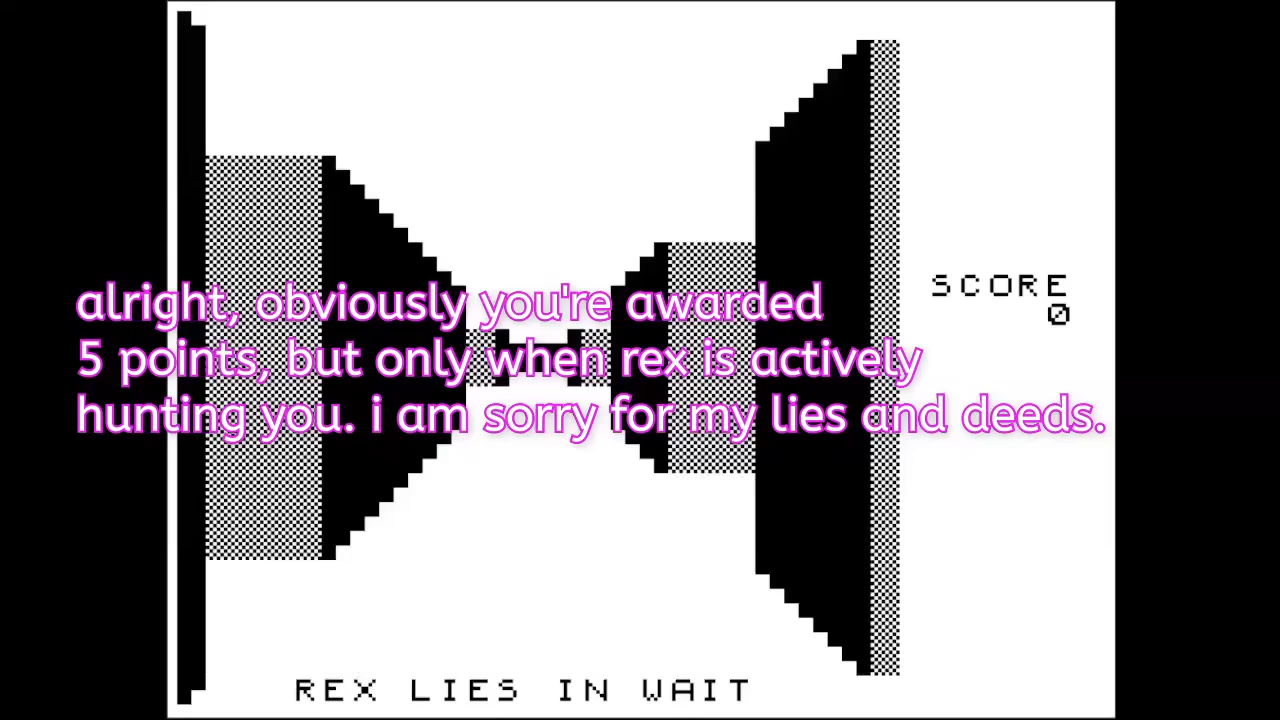 SCORE
0
alright, obviously you're awarded
5 points, but only when rex is actively
hunting you. i am sorry for my lies and deeds.
REX LIES IN WAIT